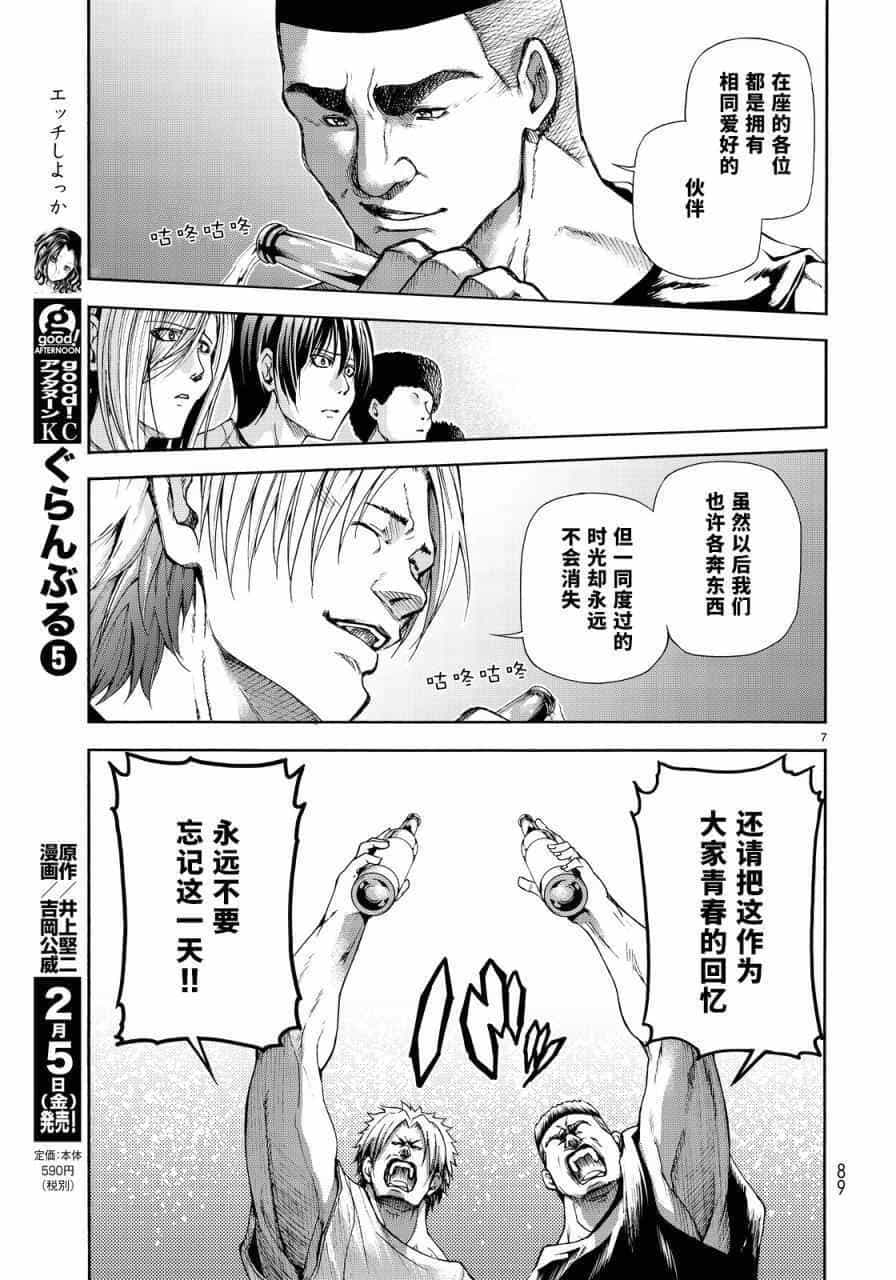 在座的各位
都是拥有
相同爱好的
伙伴
咕咚咕咚
虽然以后我们
也许各奔东西
但一同度过的
时光却永远
不会消失
咕咚咕咚
7
还请把这作为
大家青春的回忆
永远不要
忘记这一天!!
バッ
89
エッチしよっか
good!
AFTERNOON
good!
アフタヌーン
KC
ぐらんぶる5
原作／井上堅二
漫画／吉岡公威
2月5日(金)発売!
定価:本体
590円
(税別)